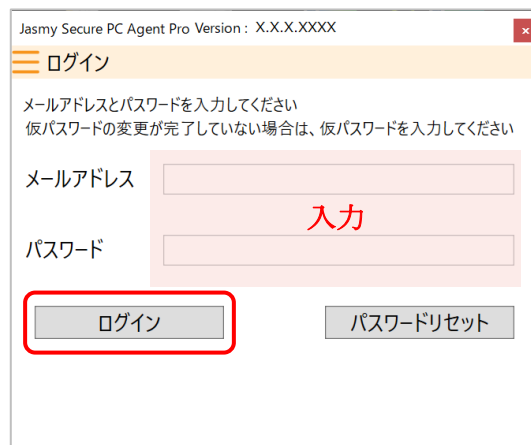 Jasmy Secure PC Agent Pro Version : X.X.X.XXXX
x
ログイン
メールアドレスとパスワードを入力してください
仮パスワードの変更が完了していない場合は、仮パスワードを入力してください
メールアドレス
入力
パスワード
ログイン
パスワードリセット